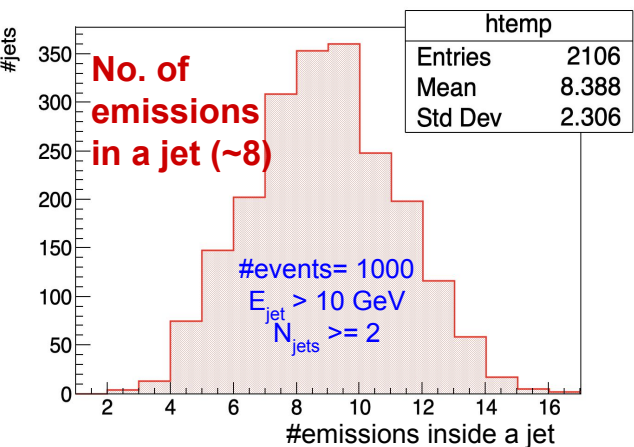 #jets
htemp
Entries 2106
Mean 8.388
Std Dev 2.306
No. of
emissions
in a jet (~8)
350
300
250
200
150
100
50
0
#events= 1000
E_jet > 10 GeV
N_jets >= 2
2 4 6 8 10 12 14 16
#emissions inside a jet